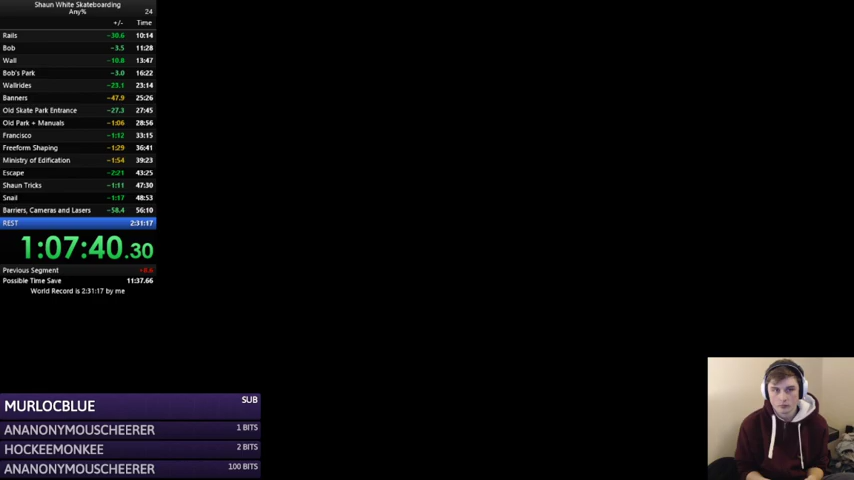 Shaun White Skateboarding
Any% 24
+/- Time
Rails -30.6 10:14
Bob -3.5 11:28
Wall -10.8 13:47
Bob's Park -3.0 16:22
Wallrides -23.1 23:14
Banners -47.9 25:26
Old Skate Park Entrance -27.3 27:45
Old Park + Manuals -1:06 28:56
Francisco -1:12 33:15
Freeform Shaping -1:29 36:41
Ministry of Edification -1:54 39:23
Escape -2:21 43:25
Shaun Tricks -1:11 47:30
Snail -1:17 48:53
Barriers, Cameras and Lasers -58.4 56:10
REST 2:31:17
1:07:40.30
Previous Segment +8.6
Possible Time Save 11:37.66
World Record is 2:31:17 by me
MURLOCBLUE SUB
ANANONYMOUSCHEERER 1 BITS
HOCKEEMONKEE 2 BITS
ANANONYMOUSCHEERER 100 BITS